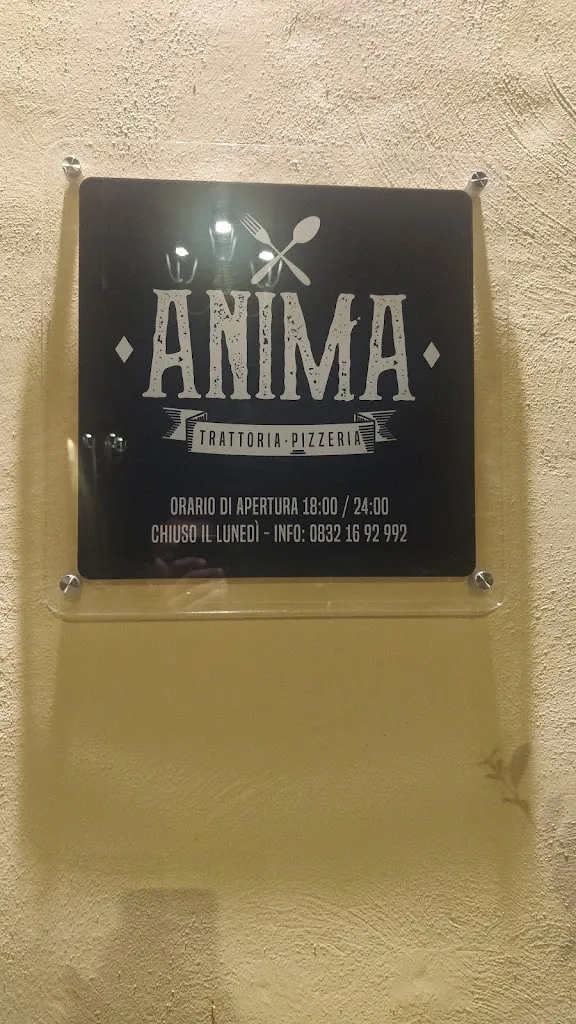 ANIMA
TRATTORIA·PIZZERIA
ORARIO DI APERTURA 18:00 / 24:00
CHIUSO IL LUNEDÌ - INFO: 0832 16 92 992